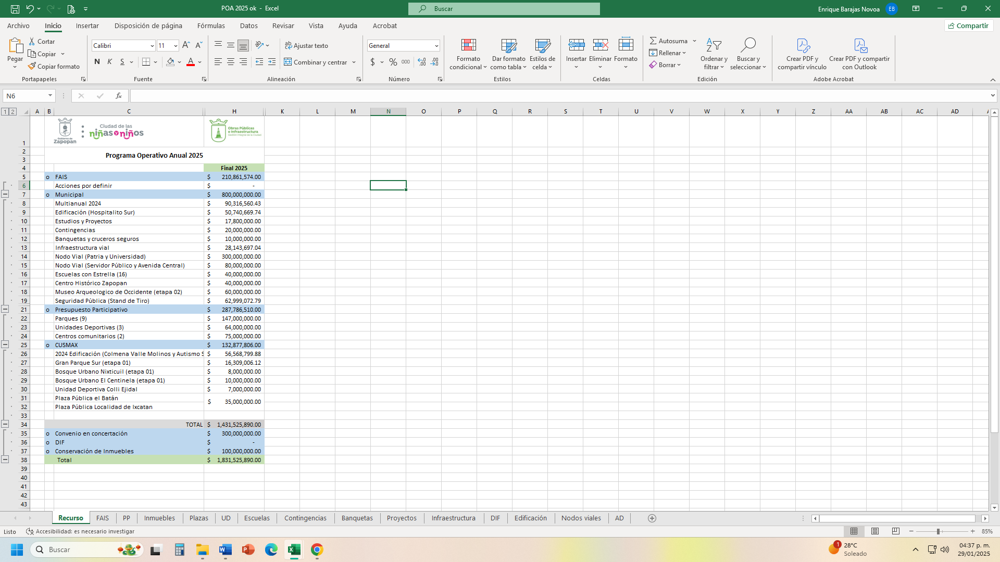 POA 2025 ok - Excel
Buscar
Enrique Barajas Novoa
EB
Archivo Inicio Insertar Disposición de página Fórmulas Datos Revisar Vista Ayuda Acrobat
Compartir
Pegar
Cortar
Copiar
Copiar formato
Portapapeles
Calibri 11
N K S
Fuente
Ajustar texto
Combinar y centrar
Alineación
General
$ % 000
Número
Formato condicional
Dar formato como tabla
Estilos de celda
Estilos
Insertar Eliminar Formato
Celdas
Autosuma
Rellenar
Borrar
Ordenar y filtrar
Buscar y seleccionar
Edición
Crear PDF y compartir vínculo
Crear PDF y compartir con Outlook
Adobe Acrobat
N6
fx
1 2
A B C H K L M N O P Q R S T U V W X Y Z AA AB AC AD
1
Gobierno de Zapopan
Ciudad de las niñas y niños
Obras Públicas e Infraestructura
Gestión Integral de la Ciudad
2
Programa Operativo Anual 2025
3
4 Final 2025
5 o FAIS $ 210,861,574.00
6 Acciones por definir $ -
7 o Municipal $ 800,000,000.00
8 Multianual 2024 $ 90,316,560.43
9 Edificación (Hospitalito Sur) $ 50,740,669.74
10 Estudios y Proyectos $ 17,800,000.00
11 Contingencias $ 20,000,000.00
12 Banquetas y cruceros seguros $ 10,000,000.00
13 Infraestructura vial $ 28,143,697.04
14 Nodo Vial (Patria y Universidad) $ 300,000,000.00
15 Nodo Vial (Servidor Público y Avenida Central) $ 80,000,000.00
16 Escuelas con Estrella (16) $ 40,000,000.00
17 Centro Histórico Zapopan $ 40,000,000.00
18 Museo Arqueologico de Occidente (etapa 02) $ 60,000,000.00
19 Seguridad Pública (Stand de Tiro) $ 62,999,072.79
21 o Presupuesto Participativo $ 287,786,510.00
22 Parques (9) $ 147,000,000.00
23 Unidades Deportivas (3) $ 64,000,000.00
24 Centros comunitarios (2) $ 75,000,000.00
25 o CUSMAX $ 132,877,806.00
26 2024 Edificación (Colmena Valle Molinos y Autismo S $ 56,568,799.88
27 Gran Parque Sur (etapa 01) $ 16,309,006.12
28 Bosque Urbano Nixticuil (etapa 01) $ 8,000,000.00
29 Bosque Urbano El Centinela (etapa 01) $ 10,000,000.00
30 Unidad Deportiva Colli Ejidal $ 7,000,000.00
31 Plaza Pública el Batán
$ 35,000,000.00
32 Plaza Pública Localidad de Ixcatan
33
34 TOTAL $ 1,431,525,890.00
35 o Convenio en concertación $ 300,000,000.00
36 o DIF $ -
37 o Conservación de Inmuebles $ 100,000,000.00
38 Total $ 1,831,525,890.00
39
40
41
42
43
Recurso FAIS PP Inmuebles Plazas UD Escuelas Contingencias Banquetas Proyectos Infraestructura DIF Edificación Nodos viales AD
Listo Accesibilidad: es necesario investigar
85%
Buscar
1
28°C
Soleado
04:37 p. m.
29/01/2025